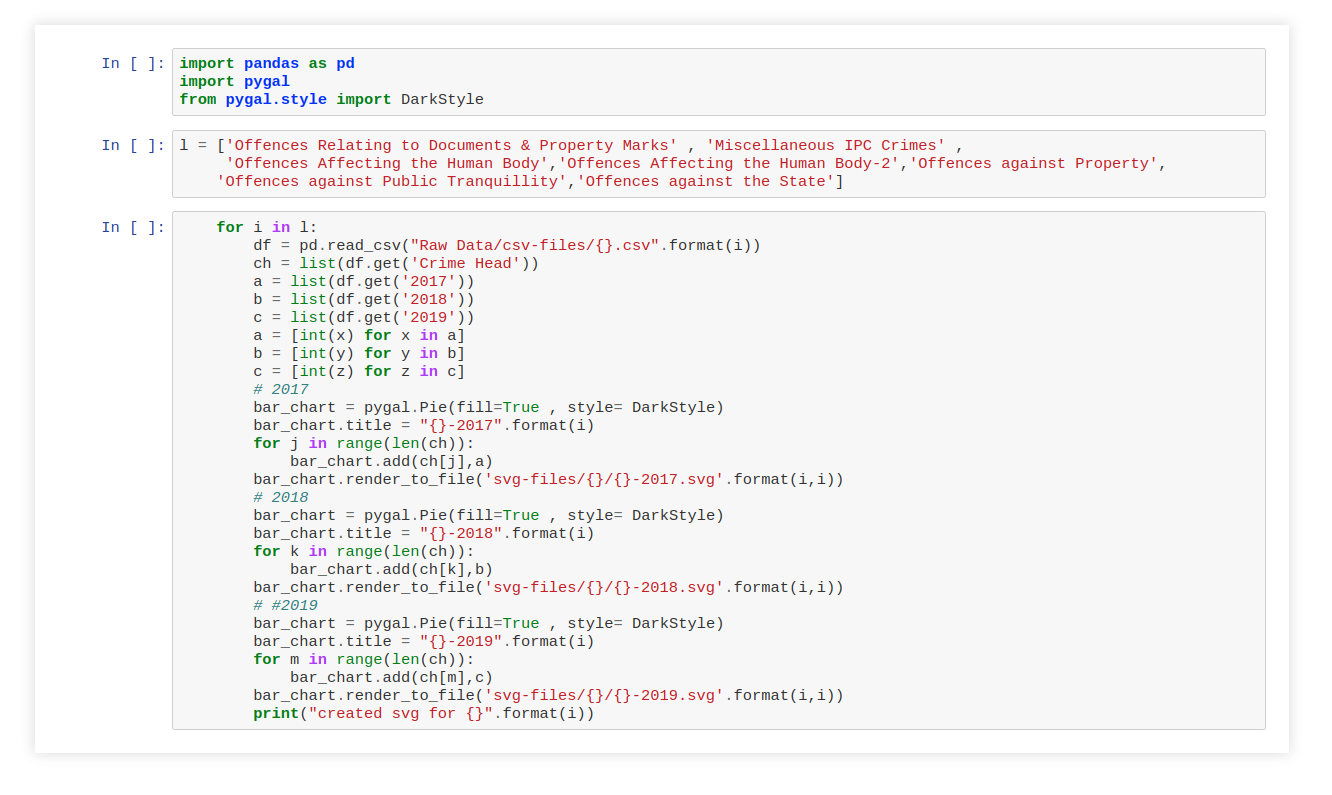 In [ ]: import pandas as pd
import pygal
from pygal.style import DarkStyle
In [ ]: l = ['Offences Relating to Documents & Property Marks' , 'Miscellaneous IPC Crimes' ,
     'Offences Affecting the Human Body','Offences Affecting the Human Body-2','Offences against Property',
    'Offences against Public Tranquillity','Offences against the State']
In [ ]:     for i in l:
        df = pd.read_csv("Raw Data/csv-files/{}.csv".format(i))
        ch = list(df.get('Crime Head'))
        a = list(df.get('2017'))
        b = list(df.get('2018'))
        c = list(df.get('2019'))
        a = [int(x) for x in a]
        b = [int(y) for y in b]
        c = [int(z) for z in c]
        # 2017
        bar_chart = pygal.Pie(fill=True , style= DarkStyle)
        bar_chart.title = "{}-2017".format(i)
        for j in range(len(ch)):
            bar_chart.add(ch[j],a)
        bar_chart.render_to_file('svg-files/{}/{}-2017.svg'.format(i,i))
        # 2018
        bar_chart = pygal.Pie(fill=True , style= DarkStyle)
        bar_chart.title = "{}-2018".format(i)
        for k in range(len(ch)):
            bar_chart.add(ch[k],b)
        bar_chart.render_to_file('svg-files/{}/{}-2018.svg'.format(i,i))
        # #2019
        bar_chart = pygal.Pie(fill=True , style= DarkStyle)
        bar_chart.title = "{}-2019".format(i)
        for m in range(len(ch)):
            bar_chart.add(ch[m],c)
        bar_chart.render_to_file('svg-files/{}/{}-2019.svg'.format(i,i))
        print("created svg for {}".format(i))